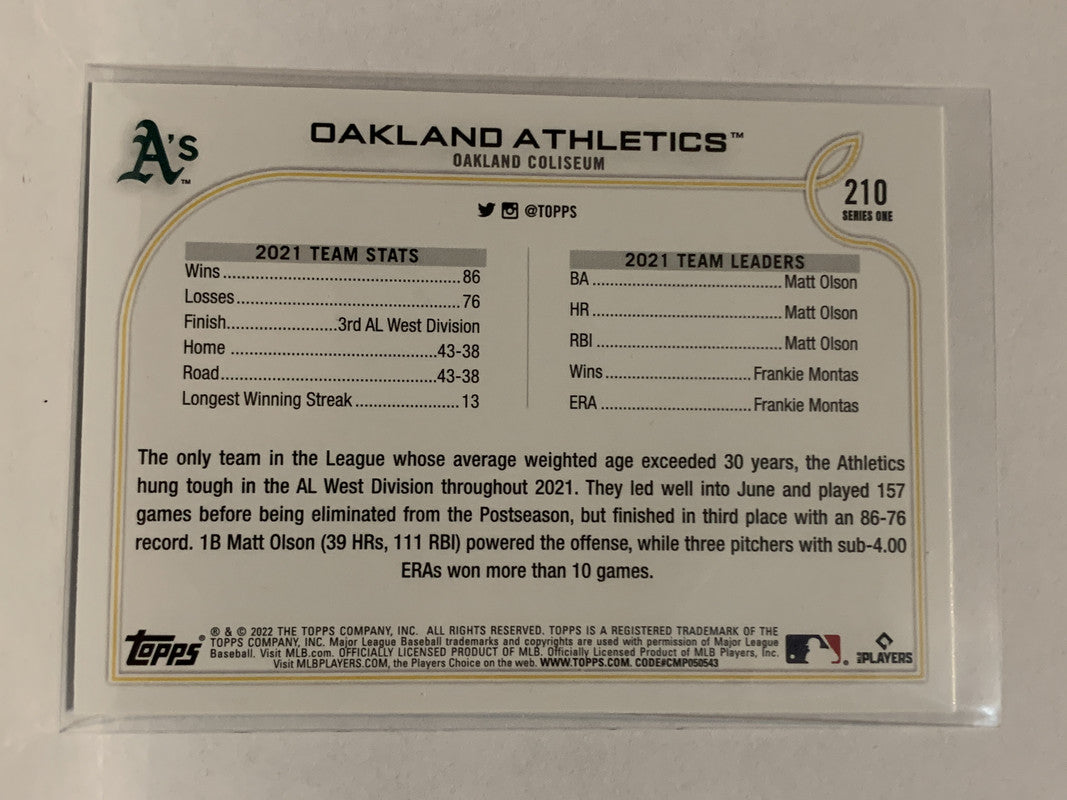 A's™
OAKLAND ATHLETICS™
OAKLAND COLISEUM
210
SERIES ONE
@TOPPS
2021 TEAM STATS
Wins........................................86
Losses......................................76
Finish....................3rd AL West Division
Home ...................................43-38
Road.....................................43-38
Longest Winning Streak...................13
2021 TEAM LEADERS
BA ................................Matt Olson
HR ................................Matt Olson
RBI ...............................Matt Olson
Wins..........................Frankie Montas
ERA ...........................Frankie Montas
The only team in the League whose average weighted age exceeded 30 years, the Athletics
hung tough in the AL West Division throughout 2021. They led well into June and played 157
games before being eliminated from the Postseason, but finished in third place with an 86-76
record. 1B Matt Olson (39 HRs, 111 RBI) powered the offense, while three pitchers with sub-4.00
ERAs won more than 10 games.
Topps®
® & © 2022 THE TOPPS COMPANY, INC. ALL RIGHTS RESERVED. TOPPS IS A REGISTERED TRADEMARK OF THE
TOPPS COMPANY, INC. Major League Baseball trademarks and copyrights are used with permission of Major League
Baseball. Visit MLB.com. OFFICIALLY LICENSED PRODUCT OF MLB. Officially Licensed Product of MLB Players, Inc.
Visit MLBPLAYERS.COM, the Players Choice on the web. WWW.TOPPS.COM. CODE#CMP050543
MLB PLAYERS